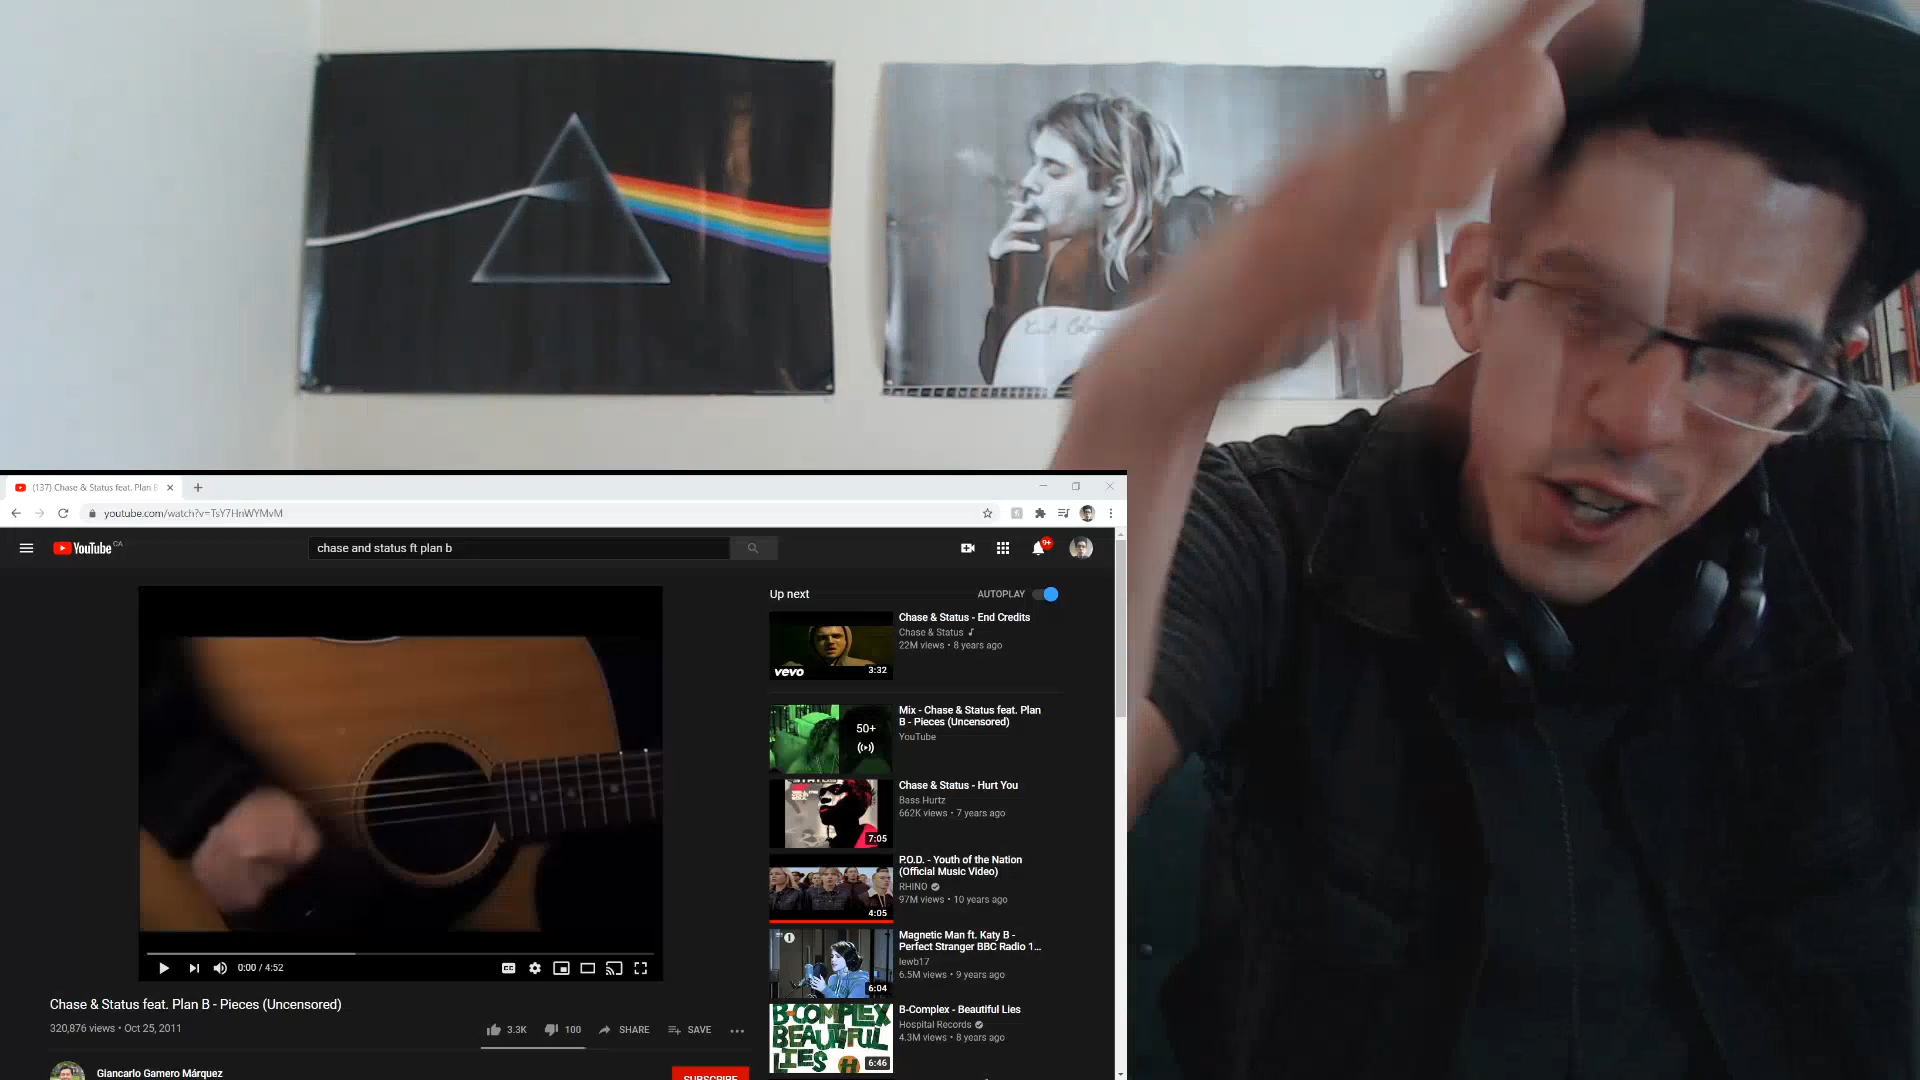 (137) Chase & Status feat. Plan B
youtube.com/watch?v=TsY7HnWYMvM
YouTube CA
chase and status ft plan b
9+
Up next
AUTOPLAY
Chase & Status - End Credits
Chase & Status
22M views • 8 years ago
vevo
3:32
Mix - Chase & Status feat. Plan
B - Pieces (Uncensored)
YouTube
50+
Chase & Status - Hurt You
Bass Hurtz
662K views • 7 years ago
7:05
P.O.D. - Youth of the Nation
(Official Music Video)
RHINO
97M views • 10 years ago
4:05
Magnetic Man ft. Katy B -
Perfect Stranger BBC Radio 1...
lewb17
6.5M views • 9 years ago
6:04
B-Complex - Beautiful Lies
Hospital Records
4.3M views • 8 years ago
B-COMPLEX
BEAUTIFUL
LIES
6:46
0:00 / 4:52
Chase & Status feat. Plan B - Pieces (Uncensored)
320,876 views • Oct 25, 2011
3.3K
100
SHARE
SAVE
Giancarlo Gamero Márquez
SUBSCRIBE